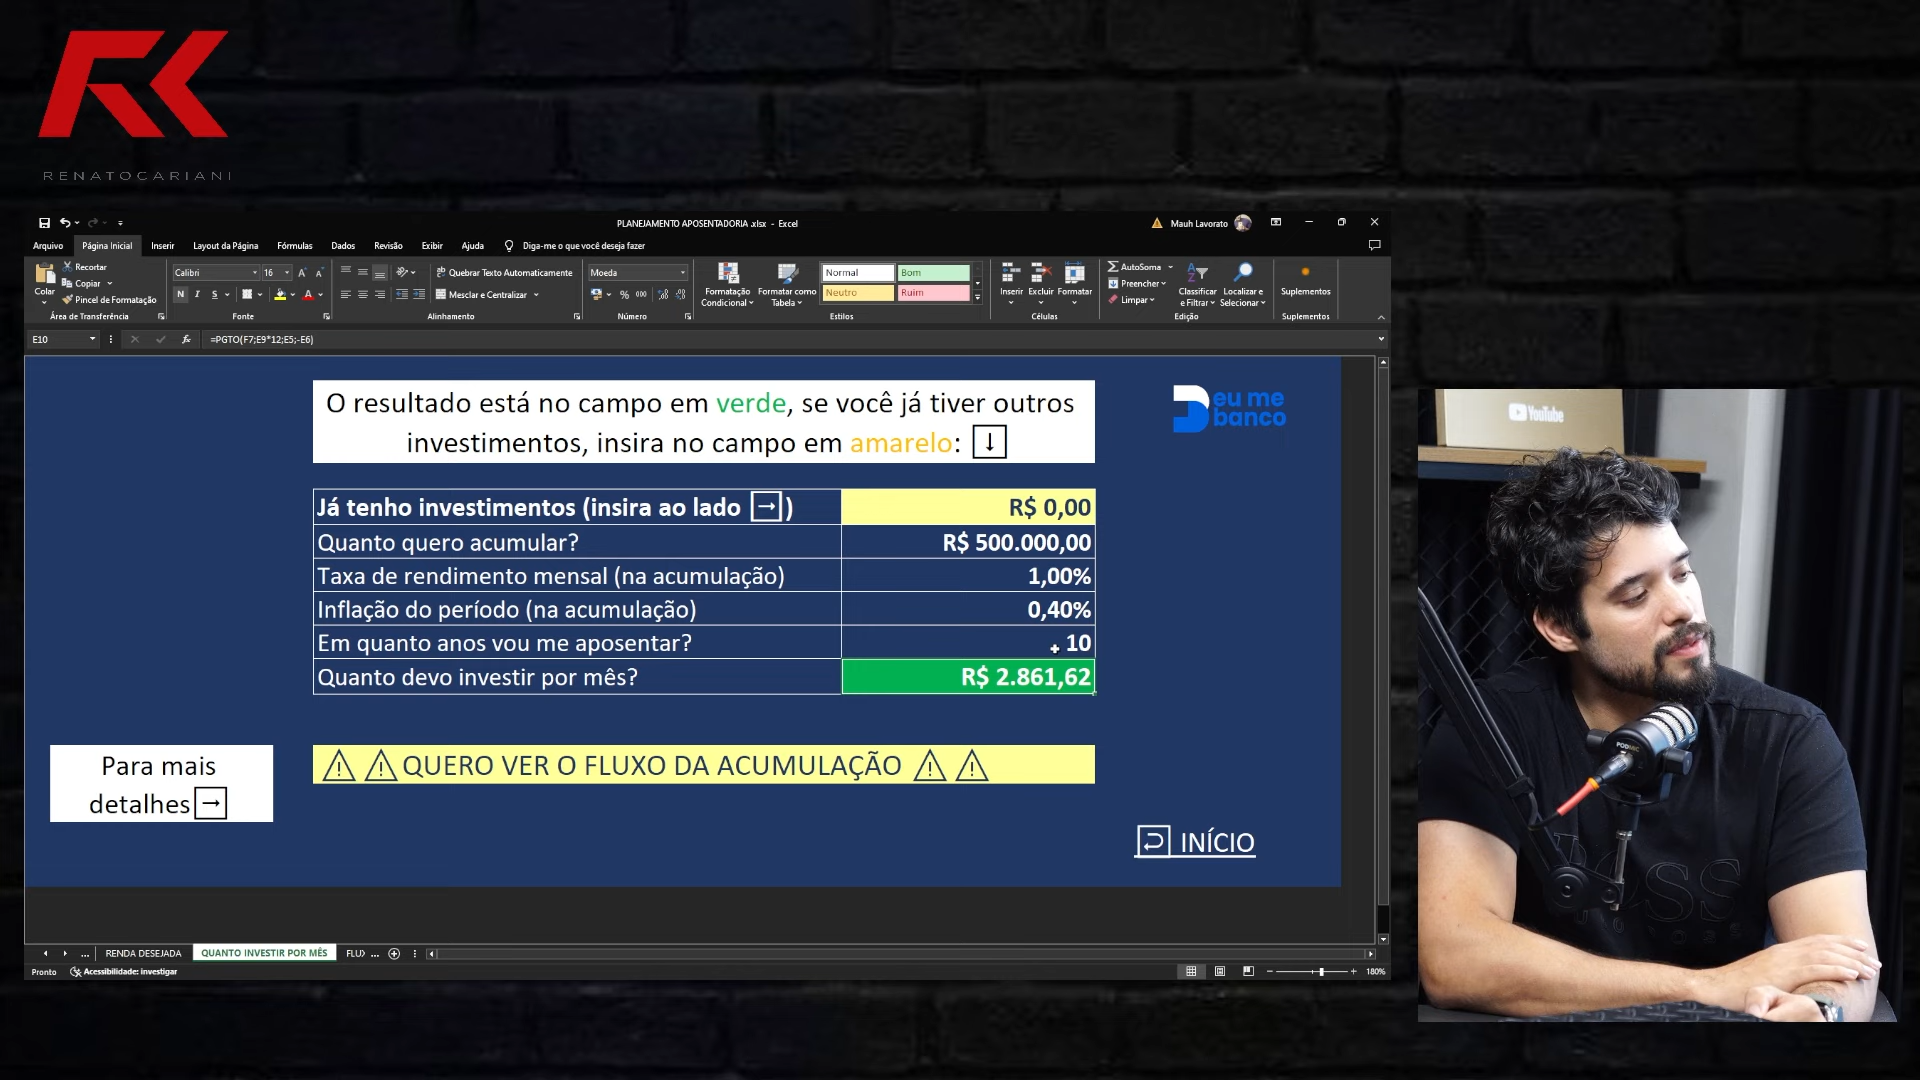 RENATOCARIANI
PLANEJAMENTO APOSENTADORIA .xlsx - Excel
Mauh Lavorato
Arquivo Página Inicial Inserir Layout da Página Fórmulas Dados Revisão Exibir Ajuda Diga-me o que você deseja fazer
Colar
Recortar
Copiar
Pincel de Formatação
Área de Transferência
Calibri 16
N I S
Fonte
Quebrar Texto Automaticamente
Mesclar e Centralizar
Alinhamento
Moeda
% 000
Número
Formatação Condicional
Formatar como Tabela
Normal Bom
Neutro Ruim
Estilos
Inserir Excluir Formatar
Células
AutoSoma
Preencher
Limpar
Classificar e Filtrar
Localizar e Selecionar
Edição
Suplementos
Suplementos
E10 fx =PGTO(F7;E9*12;E5;-E6)
O resultado está no campo em verde, se você já tiver outros
investimentos, insira no campo em amarelo: ↓
eu me
banco
Já tenho investimentos (insira ao lado →) R$ 0,00
Quanto quero acumular? R$ 500.000,00
Taxa de rendimento mensal (na acumulação) 1,00%
Inflação do período (na acumulação) 0,40%
Em quanto anos vou me aposentar? 10
Quanto devo investir por mês? R$ 2.861,62
Para mais
detalhes →
⚠ ⚠ QUERO VER O FLUXO DA ACUMULAÇÃO ⚠ ⚠
INÍCIO
... RENDA DESEJADA QUANTO INVESTIR POR MÊS FLUX ...
Pronto Acessibilidade: investigar
180%
YouTube
PODMIC
BOSS